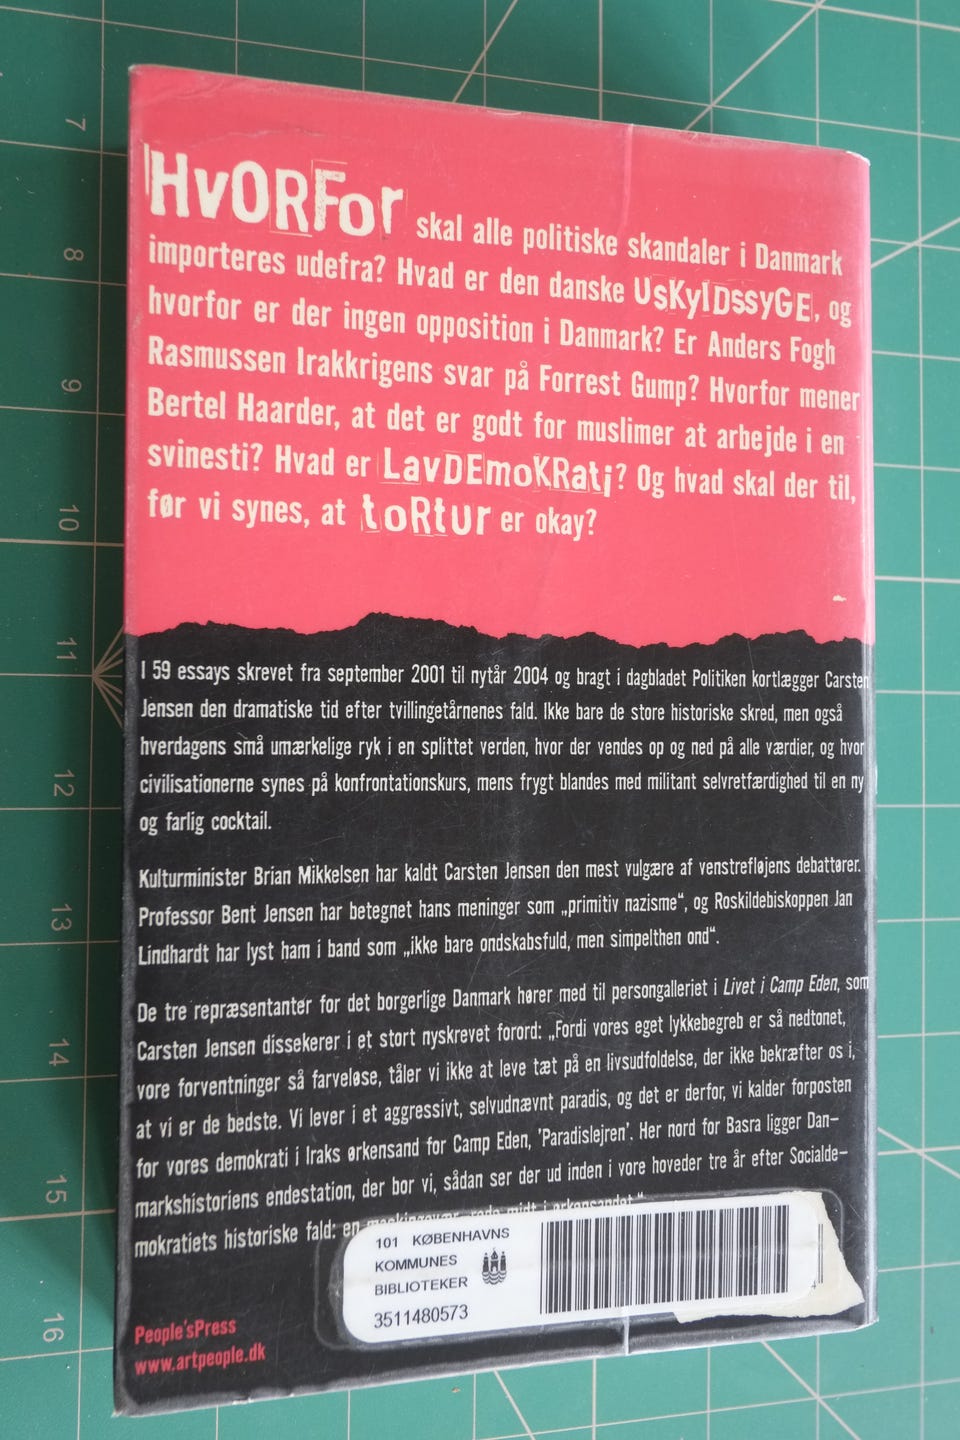 HVORFOR skal alle politiske skandaler i Danmark
importeres udefra? Hvad er den danske USKYLDSSYGE, og
hvorfor er der ingen opposition i Danmark? Er Anders Fogh
Rasmussen Irakkrigens svar på Forrest Gump? Hvorfor mener
Bertel Haarder, at det er godt for muslimer at arbejde i en
svinesti? Hvad er LavDEmoKRati? Og hvad skal der til,
før vi synes, at toRtur er okay?
I 59 essays skrevet fra september 2001 til nytår 2004 og bragt i dagbladet Politiken kortlægger Carsten
Jensen den dramatiske tid efter tvillingetårnenes fald. Ikke bare de store historiske skred, men også
hverdagens små umærkelige ryk i en splittet verden, hvor der vendes op og ned på alle værdier, og hvor
civilisationerne synes på konfrontationskurs, mens frygt blandes med militant selvretfærdighed til en ny
og farlig cocktail.
Kulturminister Brian Mikkelsen har kaldt Carsten Jensen den mest vulgære af venstrefløjens debattører.
Professor Bent Jensen har betegnet hans meninger som „primitiv nazisme“, og Roskildebiskoppen Jan
Lindhardt har lyst ham i band som „ikke bare ondskabsfuld, men simpelthen ond“.
De tre repræsentanter for det borgerlige Danmark hører med til persongalleriet i Livet i Camp Eden, som
Carsten Jensen dissekerer i et stort nyskrevet forord: „Fordi vores eget lykkebegreb er så nedtonet,
vore forventninger så farveløse, tåler vi ikke at leve tæt på en livsudfoldelse, der ikke bekræfter os i,
at vi er de bedste. Vi lever i et aggressivt, selvudnævnt paradis, og det er derfor, vi kalder forposten
for vores demokrati i Iraks ørkensand for Camp Eden, 'Paradislejren'. Her nord for Basra ligger Dan-
markshistoriens endestation, der bor vi, sådan ser der ud inden i vore hoveder tre år efter Socialde-
mokratiets historiske fald: en
101 KØBENHAVNS
KOMMUNES
BIBLIOTEKER
3511480573
People'sPress
www.artpeople.dk
7
8
9
10
11
12
13
14
15
16